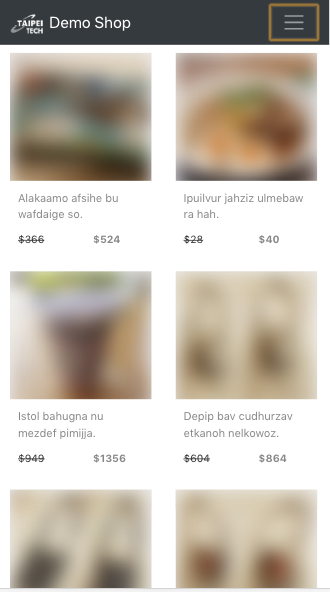 TAIPEI
TECH
Demo Shop
Alakaamo afsihe bu
wafdaige so.
$366 $524
Ipuilvur jahziz ulmebaw
ra hah.
$28 $40
Istol bahugna nu
mezdef pimijja.
$949 $1356
Depip bav cudhurzav
etkanoh nelkowoz.
$604 $864